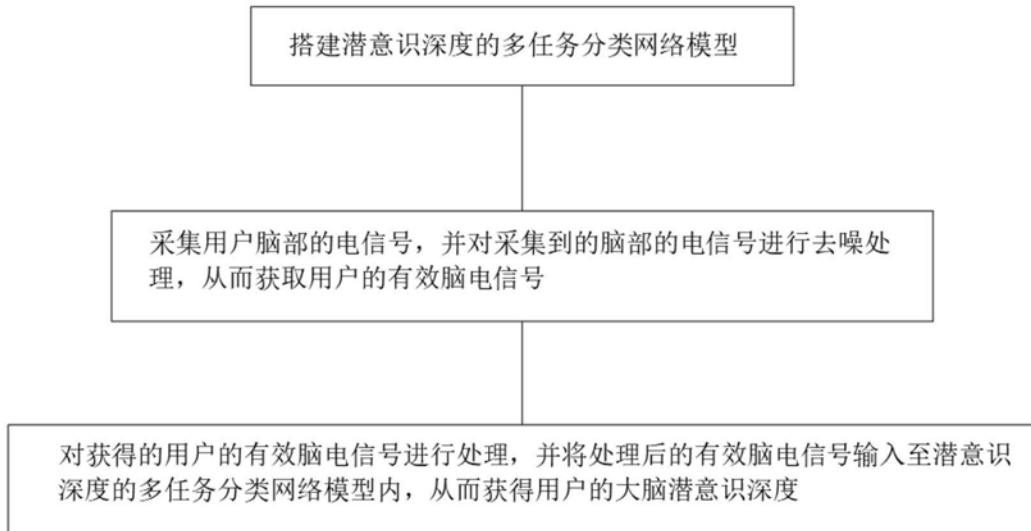 搭建潜意识深度的多任务分类网络模型
采集用户脑部的电信号，并对采集到的脑部的电信号进行去噪处
理，从而获取用户的有效脑电信号
对获得的用户的有效脑电信号进行处理，并将处理后的有效脑电信号输入至潜意识
深度的多任务分类网络模型内，从而获得用户的大脑潜意识深度